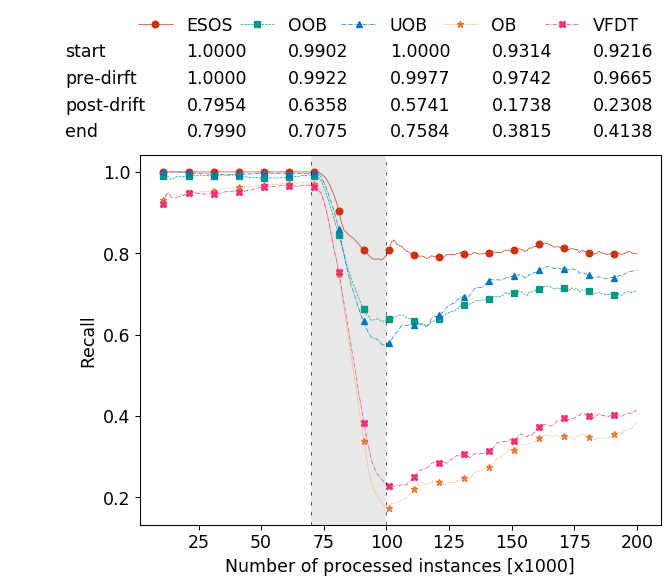 ESOS OOB UOB OB VFDT
start 1.0000 0.9902 1.0000 0.9314 0.9216
pre-dirft 1.0000 0.9922 0.9977 0.9742 0.9665
post-drift 0.7954 0.6358 0.5741 0.1738 0.2308
end 0.7990 0.7075 0.7584 0.3815 0.4138
1.0
0.8
0.6
0.4
0.2
Recall
25 50 75 100 125 150 175 200
Number of processed instances [x1000]